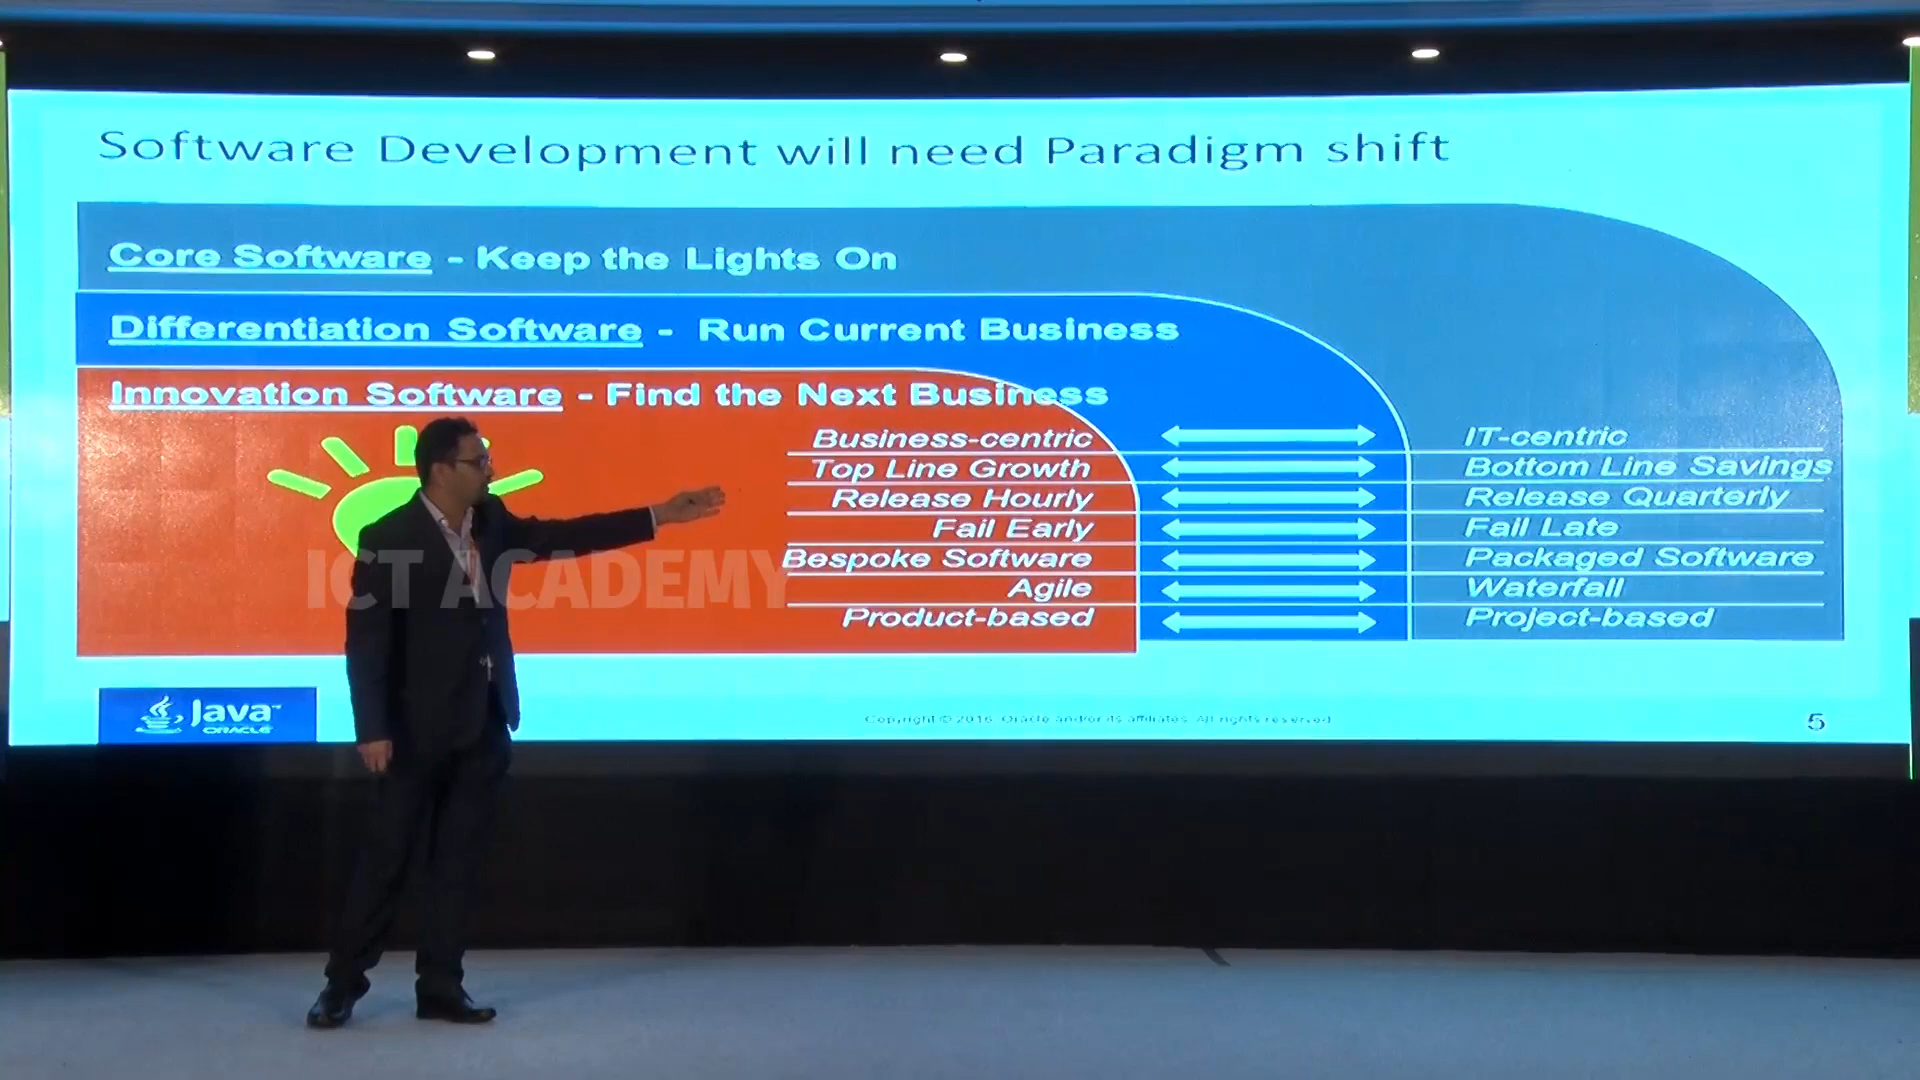 Software Development will need Paradigm shift
Core Software - Keep the Lights On
Differentiation Software - Run Current Business
Innovation Software - Find the Next Business
Business-centric IT-centric
Top Line Growth Bottom Line Savings
Release Hourly Release Quarterly
Fail Early Fail Late
Bespoke Software Packaged Software
Agile Waterfall
Product-based Project-based
ICT ACADEMY
Java™
ORACLE
Copyright © 2016, Oracle and/or its affiliates. All rights reserved.
5